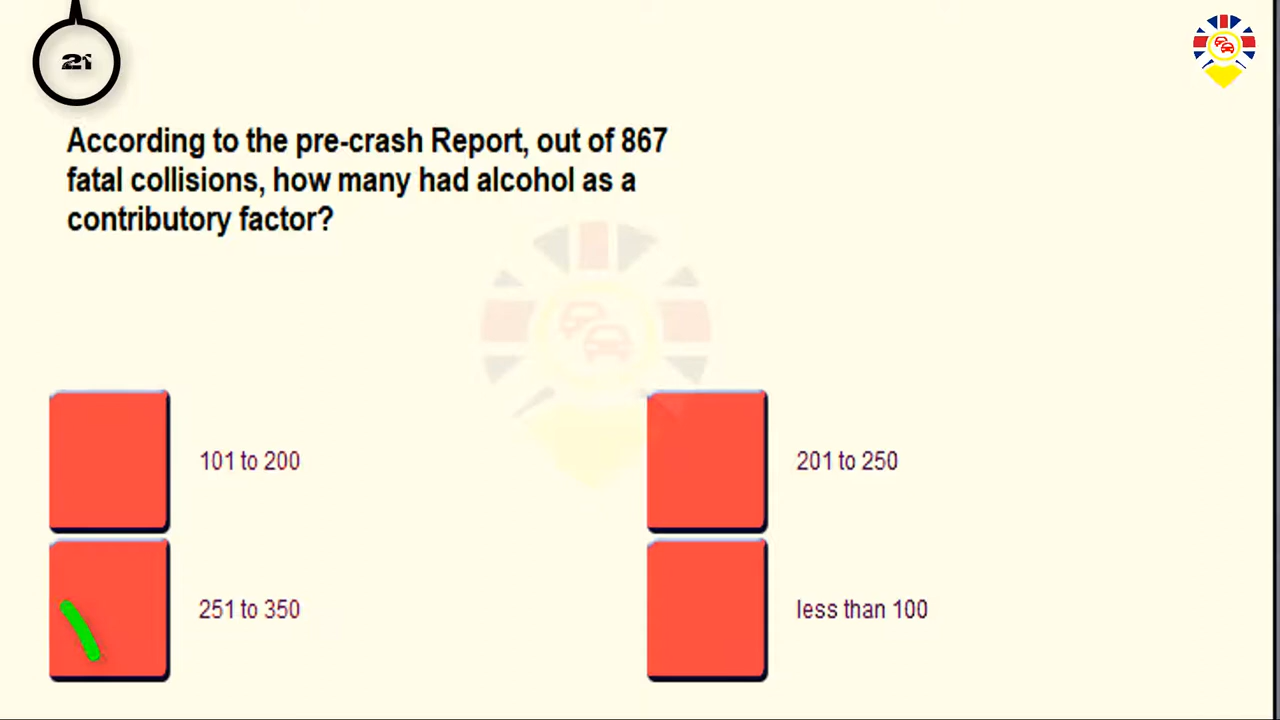 21
According to the pre-crash Report, out of 867
fatal collisions, how many had alcohol as a
contributory factor?
101 to 200
201 to 250
251 to 350
less than 100